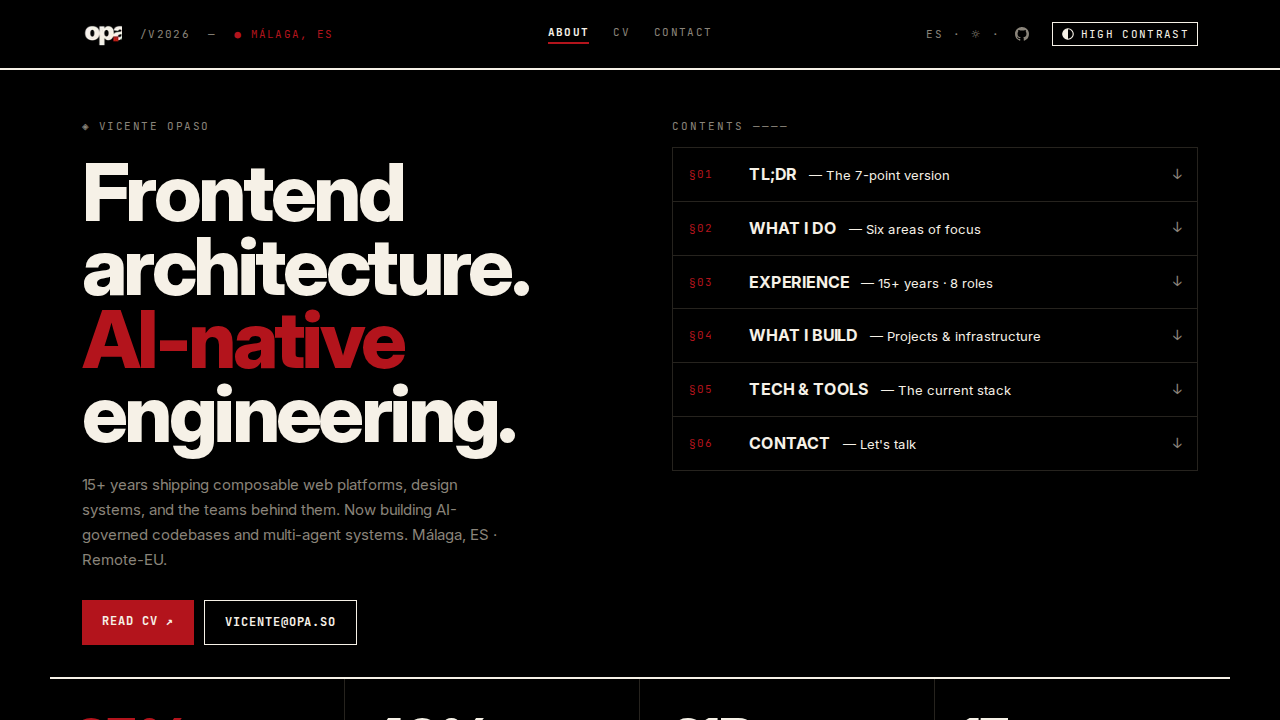 opa
/V2026 — ● MÁLAGA, ES
ABOUT CV CONTACT
ES · ☼ ·
HIGH CONTRAST
◈ VICENTE OPASO
Frontend
architecture.
AI-native
engineering.
15+ years shipping composable web platforms, design
systems, and the teams behind them. Now building AI-
governed codebases and multi-agent systems. Málaga, ES ·
Remote-EU.
READ CV ↗
VICENTE@OPA.SO
CONTENTS ————
§01 TL;DR — The 7-point version ↓
§02 WHAT I DO — Six areas of focus ↓
§03 EXPERIENCE — 15+ years · 8 roles ↓
§04 WHAT I BUILD — Projects & infrastructure ↓
§05 TECH & TOOLS — The current stack ↓
§06 CONTACT — Let's talk ↓